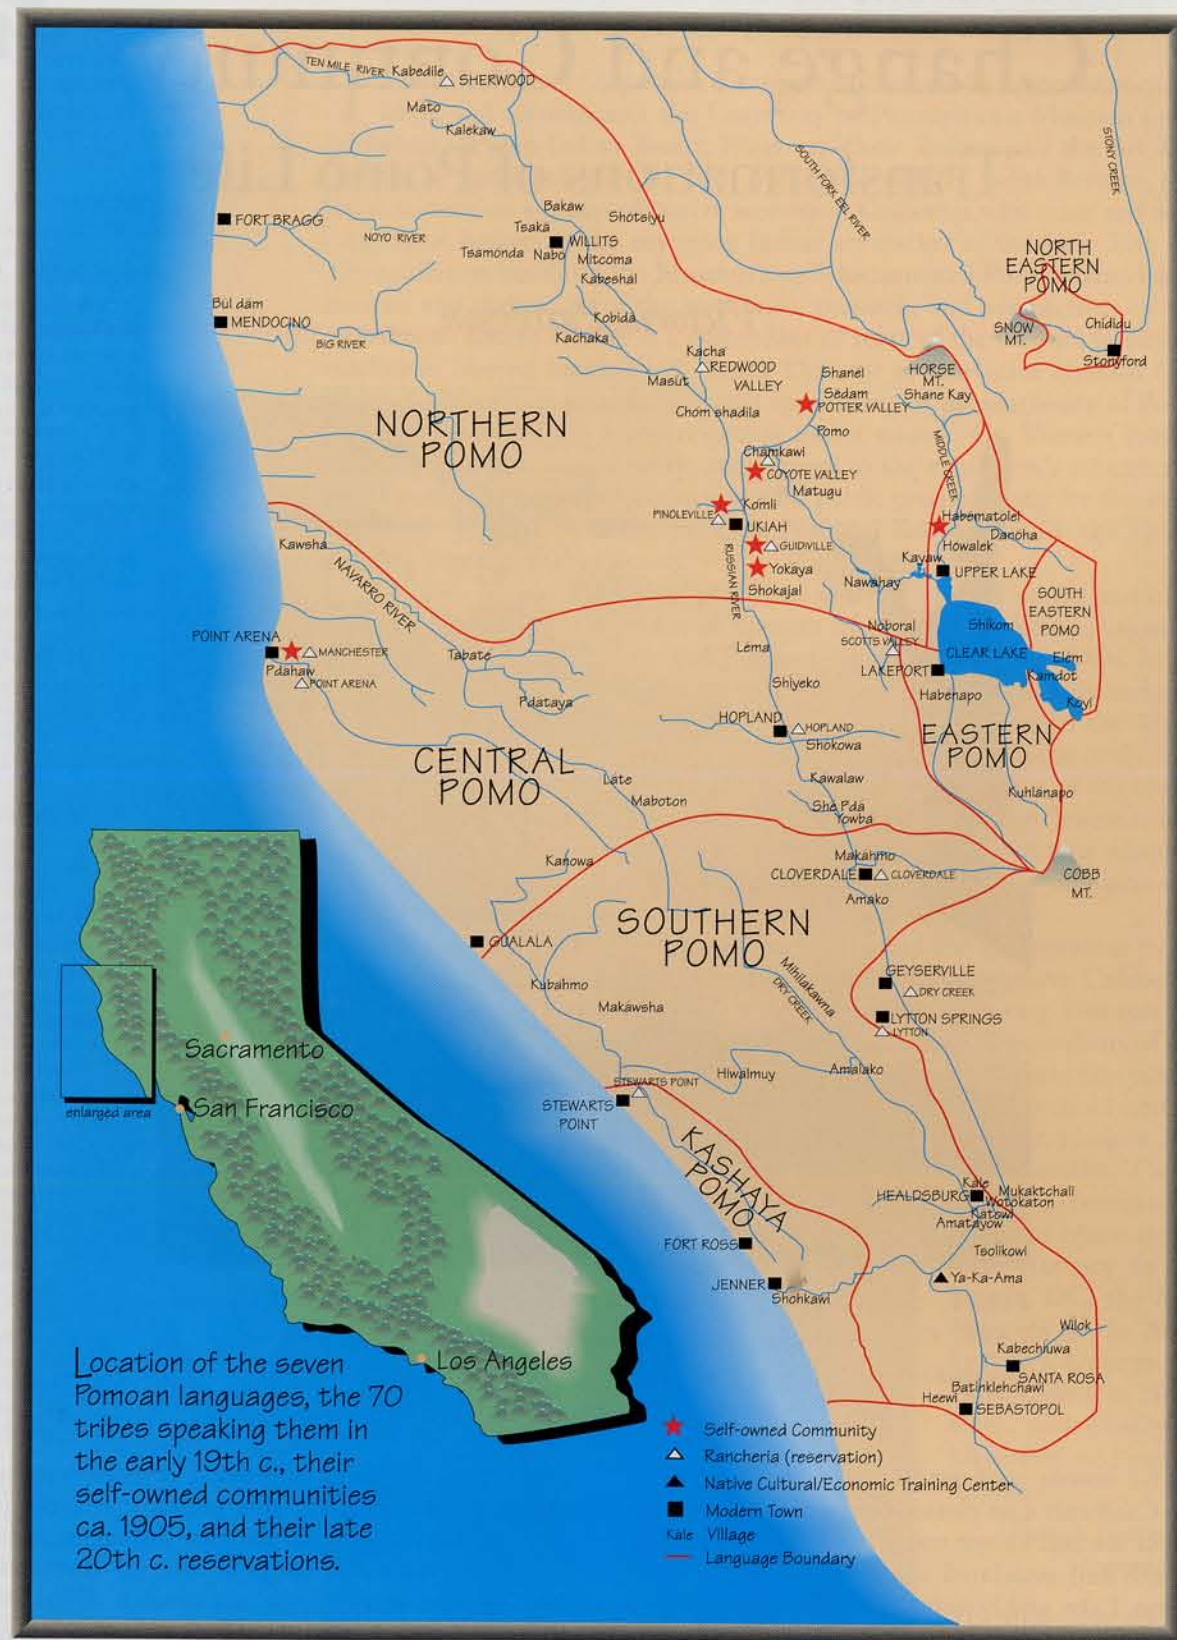 TEN MILE RIVER
Kabedile
SHERWOOD
Mato
Kalekaw
SOUTH FORK EEL RIVER
STONY CREEK
Bakaw
Shotsiyu
FORT BRAGG
NOYO RIVER
Tsaka
WILLITS
Tsamonda
Nabo
Mitcoma
Kabeshal
NORTH
EASTERN
POMO
Bul dam
MENDOCINO
BIG RIVER
Kobida
Kachaka
SNOW
MT.
Chididu
Stonyford
Kacha
REDWOOD
VALLEY
Masut
Shanel
HORSE
MT.
Sedam
Shane Kay
POTTER VALLEY
Chom shadila
NORTHERN
POMO
Pomo
MIDDLE CREEK
Chamkawi
COYOTE VALLEY
Matugu
Komli
PINOLEVILLE
UKIAH
Habematolel
Danoha
Howalek
GUIDIVILLE
Kayaw
Yokaya
UPPER LAKE
Nawahay
Shokajal
RUSSIAN RIVER
Kawsha
NAVARRO RIVER
SOUTH
EASTERN
POMO
Shikom
Noboral
SCOTTS VALLEY
POINT ARENA
MANCHESTER
Lema
CLEAR LAKE
Elem
Tabate
LAKEPORT
Kamdot
Pdahaw
POINT ARENA
Shiyeko
Habenapo
Koyi
Pdataya
HOPLAND
HOPLAND
Shokowa
EASTERN
POMO
CENTRAL
POMO
Late
Kawalaw
Maboton
She Pda
Yowba
Kuhlanapo
Kanowa
Makahmo
CLOVERDALE
CLOVERDALE
COBB
MT.
Amako
SOUTHERN
POMO
GUALALA
GEYSERVILLE
Mihilakawna
DRY CREEK
DRY CREEK
Kubahmo
Makawsha
LYTTON SPRINGS
LYTTON
Sacramento
Hiwalmuy
Amalako
STEWARTS POINT
STEWARTS
POINT
San Francisco
enlarged area
KASHAYA
POMO
Kale
Mukaktchali
HEALDSBURG
Wotokaton
Katswi
Amatayow
FORT ROSS
Tsolikowi
JENNER
Ya-Ka-Ama
Shohkawi
Wilok
Kabechiuwa
SANTA ROSA
Batinklehchawi
Heewi
SEBASTOPOL
Los Angeles
Location of the seven
Pomoan languages, the 70
tribes speaking them in
the early 19th c., their
self-owned communities
ca. 1905, and their late
20th c. reservations.
Self-owned Community
Rancheria (reservation)
Native Cultural/Economic Training Center
Modern Town
Kale Village
Language Boundary